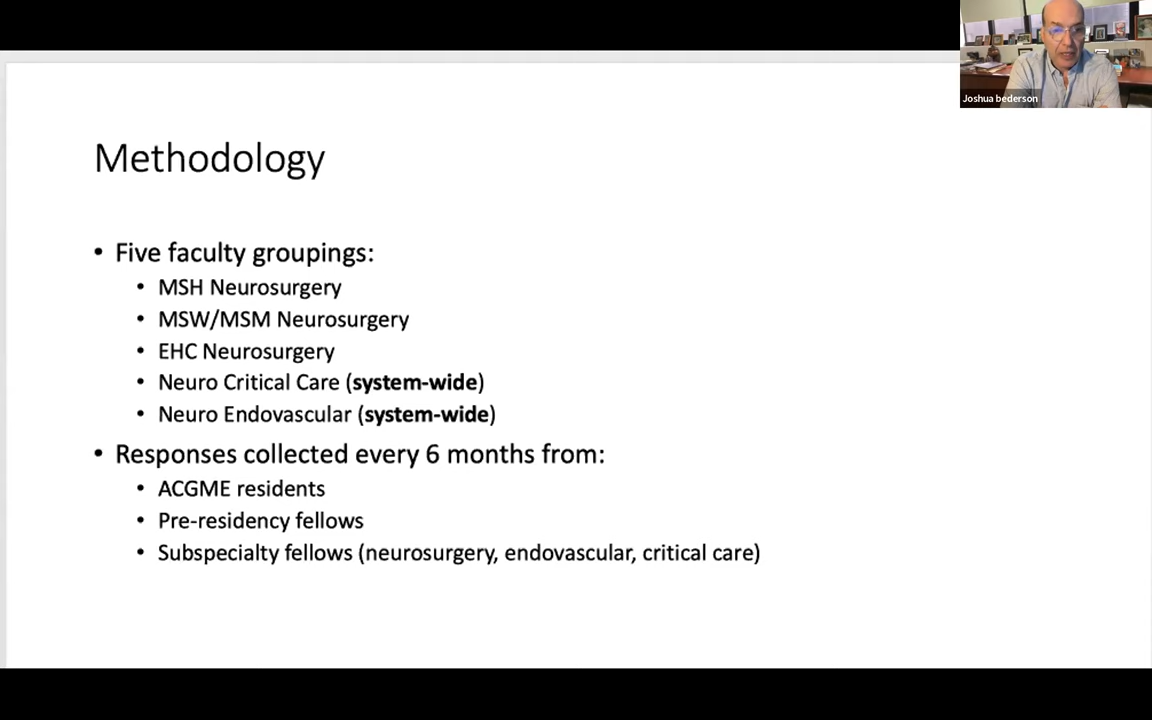 Joshua bederson
Methodology
• Five faculty groupings:
• MSH Neurosurgery
• MSW/MSM Neurosurgery
• EHC Neurosurgery
• Neuro Critical Care (system-wide)
• Neuro Endovascular (system-wide)
• Responses collected every 6 months from:
• ACGME residents
• Pre-residency fellows
• Subspecialty fellows (neurosurgery, endovascular, critical care)